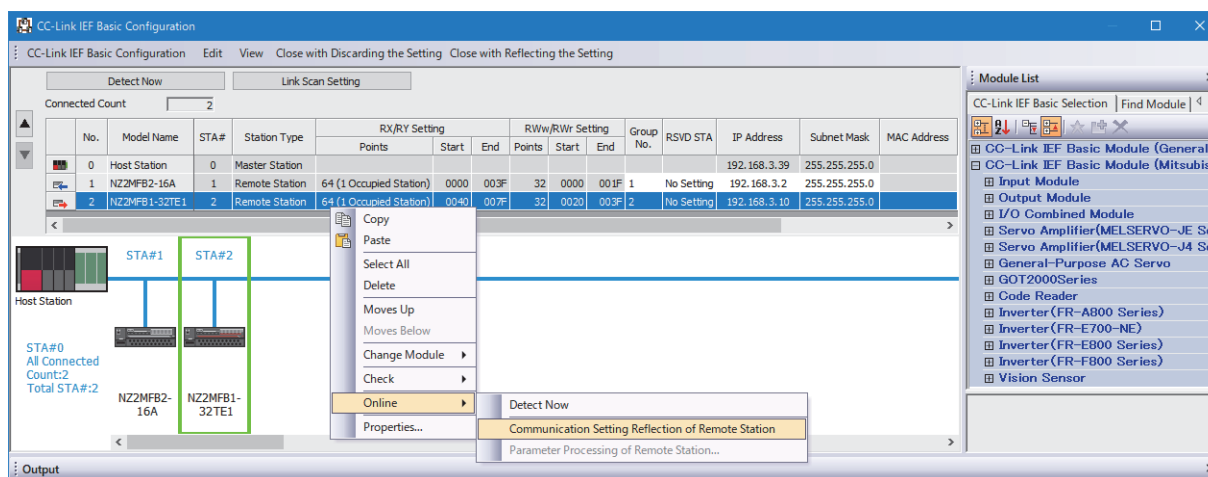 CC-Link IEF Basic Configuration
CC-Link IEF Basic Configuration Edit View Close with Discarding the Setting Close with Reflecting the Setting
Detect Now Link Scan Setting
Connected Count 2
No. Model Name STA# Station Type RX/RY Setting RWw/RWr Setting Group No. RSVD STA IP Address Subnet Mask MAC Address
Points Start End Points Start End
0 Host Station 0 Master Station 192.168.3.39 255.255.255.0
1 NZ2MFB2-16A 1 Remote Station 64 (1 Occupied Station) 0000 003F 32 0000 001F 1 No Setting 192.168.3.2 255.255.255.0
2 NZ2MFB1-32TE1 2 Remote Station 64 (1 Occupied Station) 0040 007F 32 0020 003F 2 No Setting 192.168.3.10 255.255.255.0
Host Station
STA#0
All Connected
Count:2
Total STA#:2
STA#1
NZ2MFB2-
16A
STA#2
NZ2MFB1-
32TE1
Copy
Paste
Select All
Delete
Moves Up
Moves Below
Change Module
Check
Online
Properties...
Detect Now
Communication Setting Reflection of Remote Station
Parameter Processing of Remote Station...
Module List
CC-Link IEF Basic Selection Find Module
CC-Link IEF Basic Module (General
CC-Link IEF Basic Module (Mitsubis
Input Module
Output Module
I/O Combined Module
Servo Amplifier(MELSERVO-JE S
Servo Amplifier(MELSERVO-J4 S
General-Purpose AC Servo
GOT2000Series
Code Reader
Inverter(FR-A800 Series)
Inverter(FR-E700-NE)
Inverter(FR-E800 Series)
Inverter(FR-F800 Series)
Vision Sensor
Output